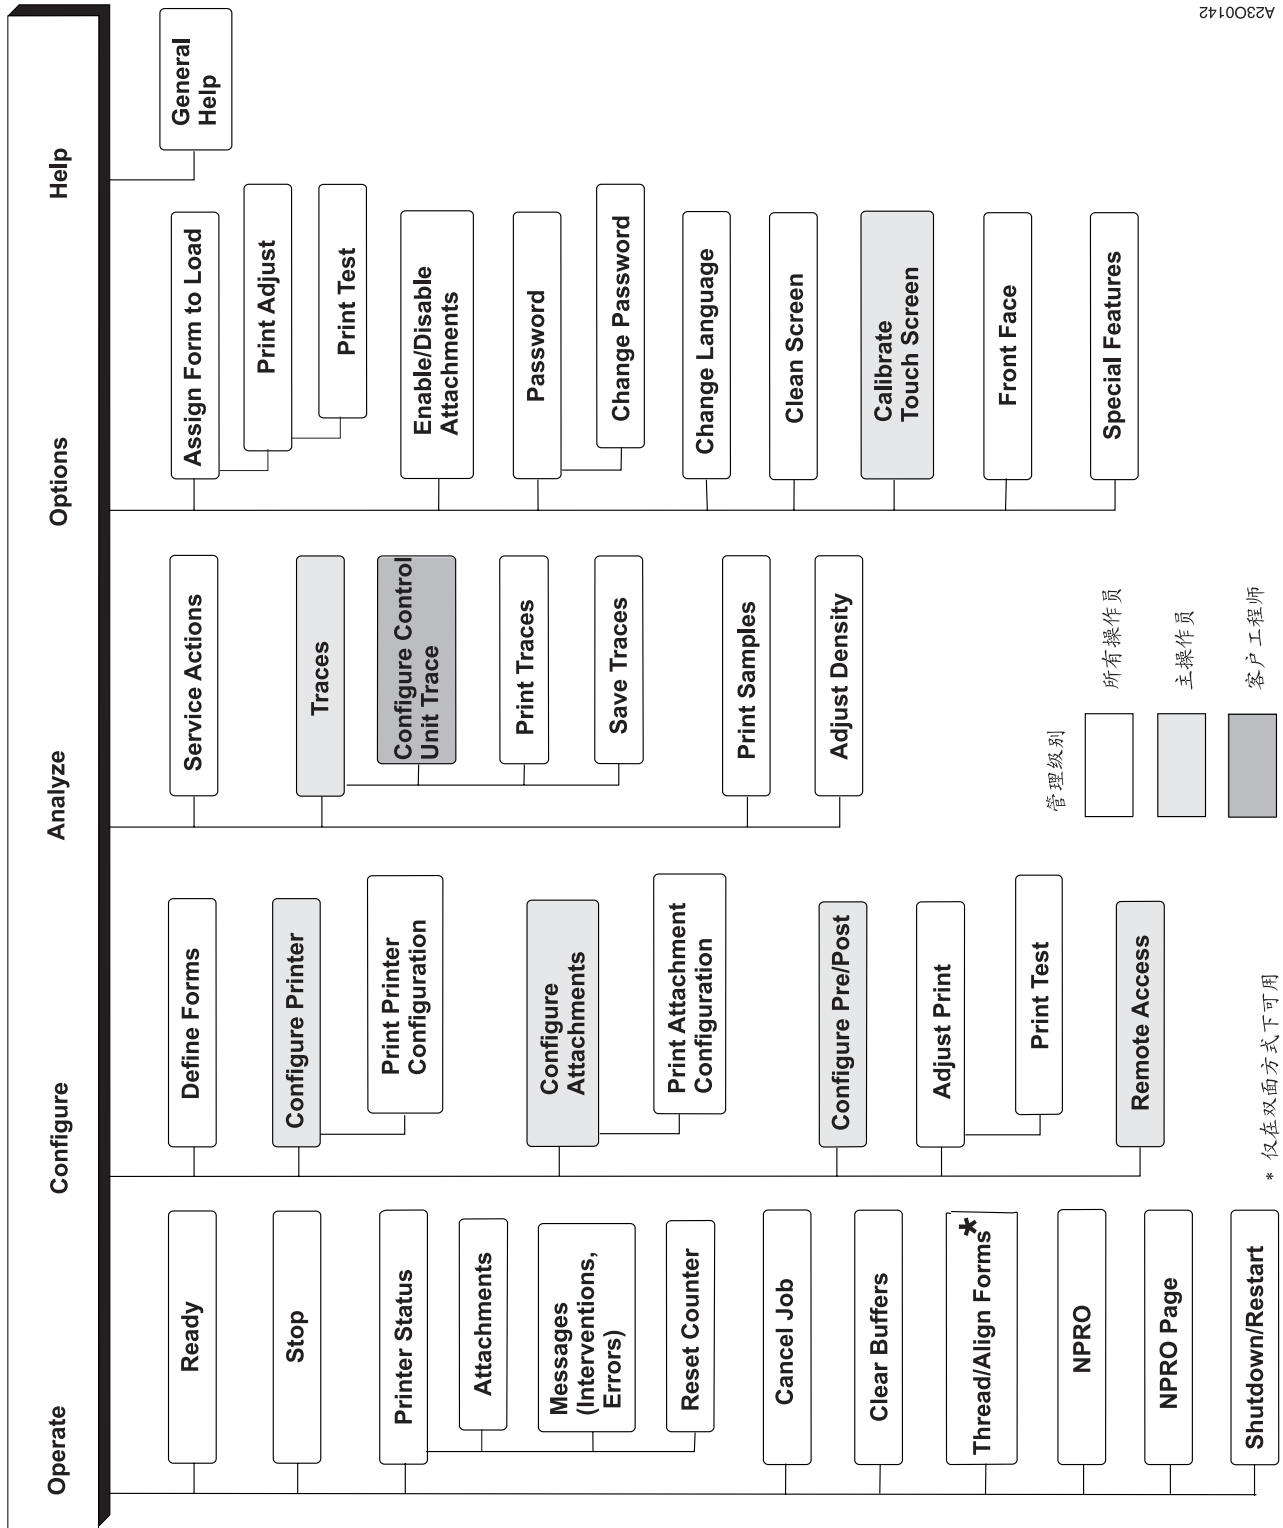 Operate
Configure
Analyze
Options
Help
Ready
Stop
Printer Status
Attachments
Messages
(Interventions,
Errors)
Reset Counter
Cancel Job
Clear Buffers
Thread/Align Forms*
NPRO
NPRO Page
Shutdown/Restart
Define Forms
Configure Printer
Print Printer
Configuration
Configure
Attachments
Print Attachment
Configuration
Configure Pre/Post
Adjust Print
Print Test
Remote Access
Service Actions
Traces
Configure Control
Unit Trace
Print Traces
Save Traces
Print Samples
Adjust Density
Assign Form to Load
Print Adjust
Print Test
Enable/Disable
Attachments
Password
Change Password
Change Language
Clean Screen
Calibrate
Touch Screen
Front Face
Special Features
General
Help
管理级别
所有操作员
主操作员
客户工程师
* 仅在双面方式下可用
A23O0142